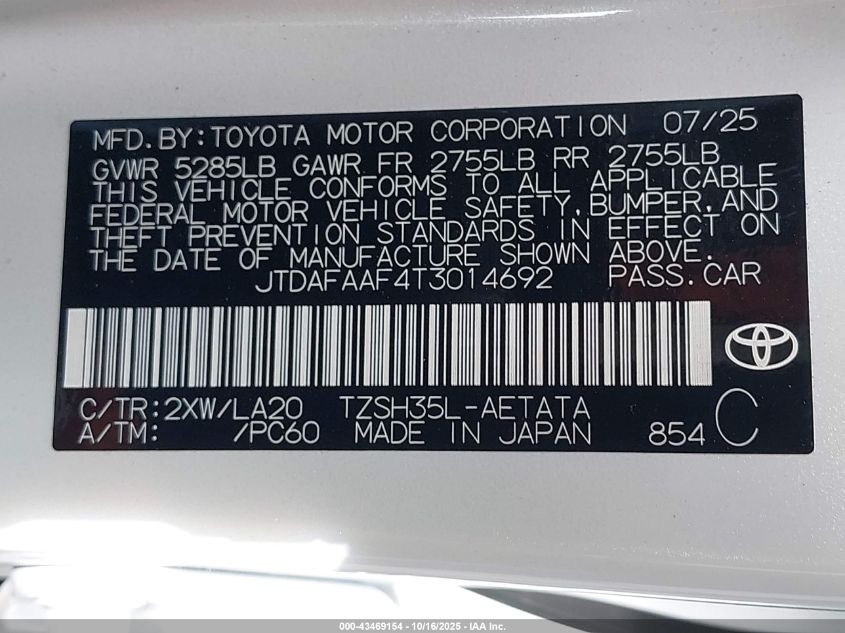 MFD.BY:TOYOTA MOTOR CORPORATION 07/25
GVWR 5285LB GAWR FR 2755LB RR 2755LB
THIS VEHICLE CONFORMS TO ALL APPLICABLE
FEDERAL MOTOR VEHICLE SAFETY,BUMPER,AND
THEFT PREVENTION STANDARDS IN EFFECT ON
THE DATE OF MANUFACTURE SHOWN ABOVE.
JTDAFAAF4T3014692 PASS.CAR
C/TR:2XW/LA20 TZSH35L-AETATA
A/TM: /PC60 MADE IN JAPAN 854 C
000-43469154 - 10/16/2025 - IAA Inc.